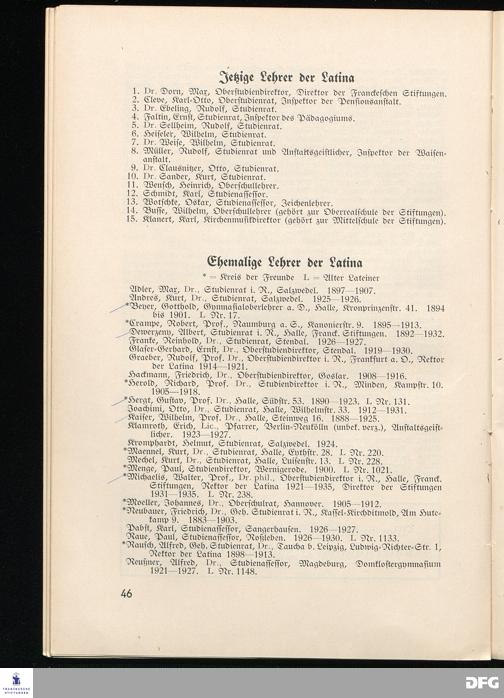 Jetzige Lehrer der Latina
1. Dr. Dorn, Max, Oberstudiendirektor, Direktor der Franckeschen Stiftungen.
2. Cleve, Karl-Otto, Oberstudienrat, Inspektor der Pensionsanstalt.
3. Dr. Ebeling, Rudolf, Studienrat.
4. Faltin, Ernst, Studienrat, Inspektor des Pädagogiums.
5. Dr. Sellheim, Rudolf, Studienrat.
6. Heiseler, Wilhelm, Studienrat.
7. Dr. Weise, Wilhelm, Studienrat.
8. Müller, Rudolf, Studienrat und Anstaltsgeistlicher, Inspektor der Waisen-
anstalt.
9. Dr. Clausnitzer, Otto, Studienrat.
10. Dr. Sander, Kurt, Studienrat.
11. Wensch, Heinrich, Oberschullehrer.
12. Schmidt, Karl, Studienassessor.
13. Wotschke, Oskar, Studienassessor, Zeichenlehrer.
14. Busse, Wilhelm, Oberschullehrer (gehört zur Oberrealschule der Stiftungen).
15. Klanert, Karl, Kirchenmusikdirektor (gehört zur Mittelschule der Stiftungen).
Ehemalige Lehrer der Latina
* = Kreis der Freunde L = Alter Lateiner
Adler, Max, Dr., Studienrat i. R., Salzwedel. 1897—1907.
Andres, Kurt, Dr., Studienrat, Salzwedel. 1925—1926.
*Beyer, Gotthold, Gymnasialoberlehrer a. D., Halle, Kronprinzenstr. 41. 1894
bis 1901. L Nr. 17.
*Crampe, Robert, Prof., Naumburg a. S., Kanonierstr. 9. 1895—1913.
Deverzeny, Albert, Studienrat i. R., Halle, Franck. Stiftungen. 1892—1932.
Francke, Reinhold, Dr., Studienrat, Stendal. 1926—1927.
Glaser-Gerhard, Ernst, Dr., Oberstudiendirektor, Stendal. 1919—1930.
Graeber, Rudolf, Prof. Dr., Oberstudiendirektor i. R., Frankfurt a. O., Rektor
der Latina 1914—1921.
Hackmann, Friedrich, Dr., Oberstudiendirektor, Goslar. 1908—1916.
*Herold, Richard, Prof. Dr., Studiendirektor i. R., Minden, Kampstr. 10.
1905—1918.
*Hergt, Gustav, Prof. Dr., Halle, Südstr. 53. 1890—1923. L Nr. 131.
Joachimi, Otto, Dr., Studienrat, Halle, Wilhelmstr. 33. 1912—1931.
Kaiser, Wilhelm, Prof. Dr., Halle, Steinweg 16. 1888—1925.
Klamroth, Erich, Lic., Pfarrer, Berlin-Neukölln (unbek. verz.), Anstaltsgeist-
licher. 1923—1927.
Kronphardt, Helmut, Studienrat, Salzwedel. 1924.
*Maennel, Kurt, Dr., Studienrat, Halle, Euthstr. 28. L Nr. 220.
Mechel, Kurt, Dr., Studienrat, Halle, Luisenstr. 13. L Nr. 228.
*Menge, Paul, Studiendirektor, Wernigerode. 1900. L Nr. 1021.
*Michaelis, Walter, Prof., Dr. phil., Oberstudiendirektor i. R., Halle, Franck.
Stiftungen, Rektor der Latina 1921—1935, Direktor der Stiftungen
1931—1935. L Nr. 238.
*Moeller, Johannes, Dr., Oberschulrat, Hannover. 1905—1912.
*Neubauer, Friedrich, Dr., Geh. Studienrat i. R., Kassel-Kirchditmold, Am Hute-
kamp 9. 1883—1903.
Pabst, Karl, Studienassessor, Sangerhausen. 1926—1927.
Raue, Paul, Studienassessor, Roßleben. 1926—1930. L Nr. 1133.
*Rausch, Alfred, Geh. Studienrat, Dr., Taucha b. Leipzig, Ludwig-Richter-Str. 1,
Rektor der Latina 1898—1913.
Reußner, Alfred, Dr., Studienassessor, Magdeburg, Domklostergymnasium
1921—1927. L Nr. 1148.
46
FRANCKESCHE
STIFTUNGEN
DFG